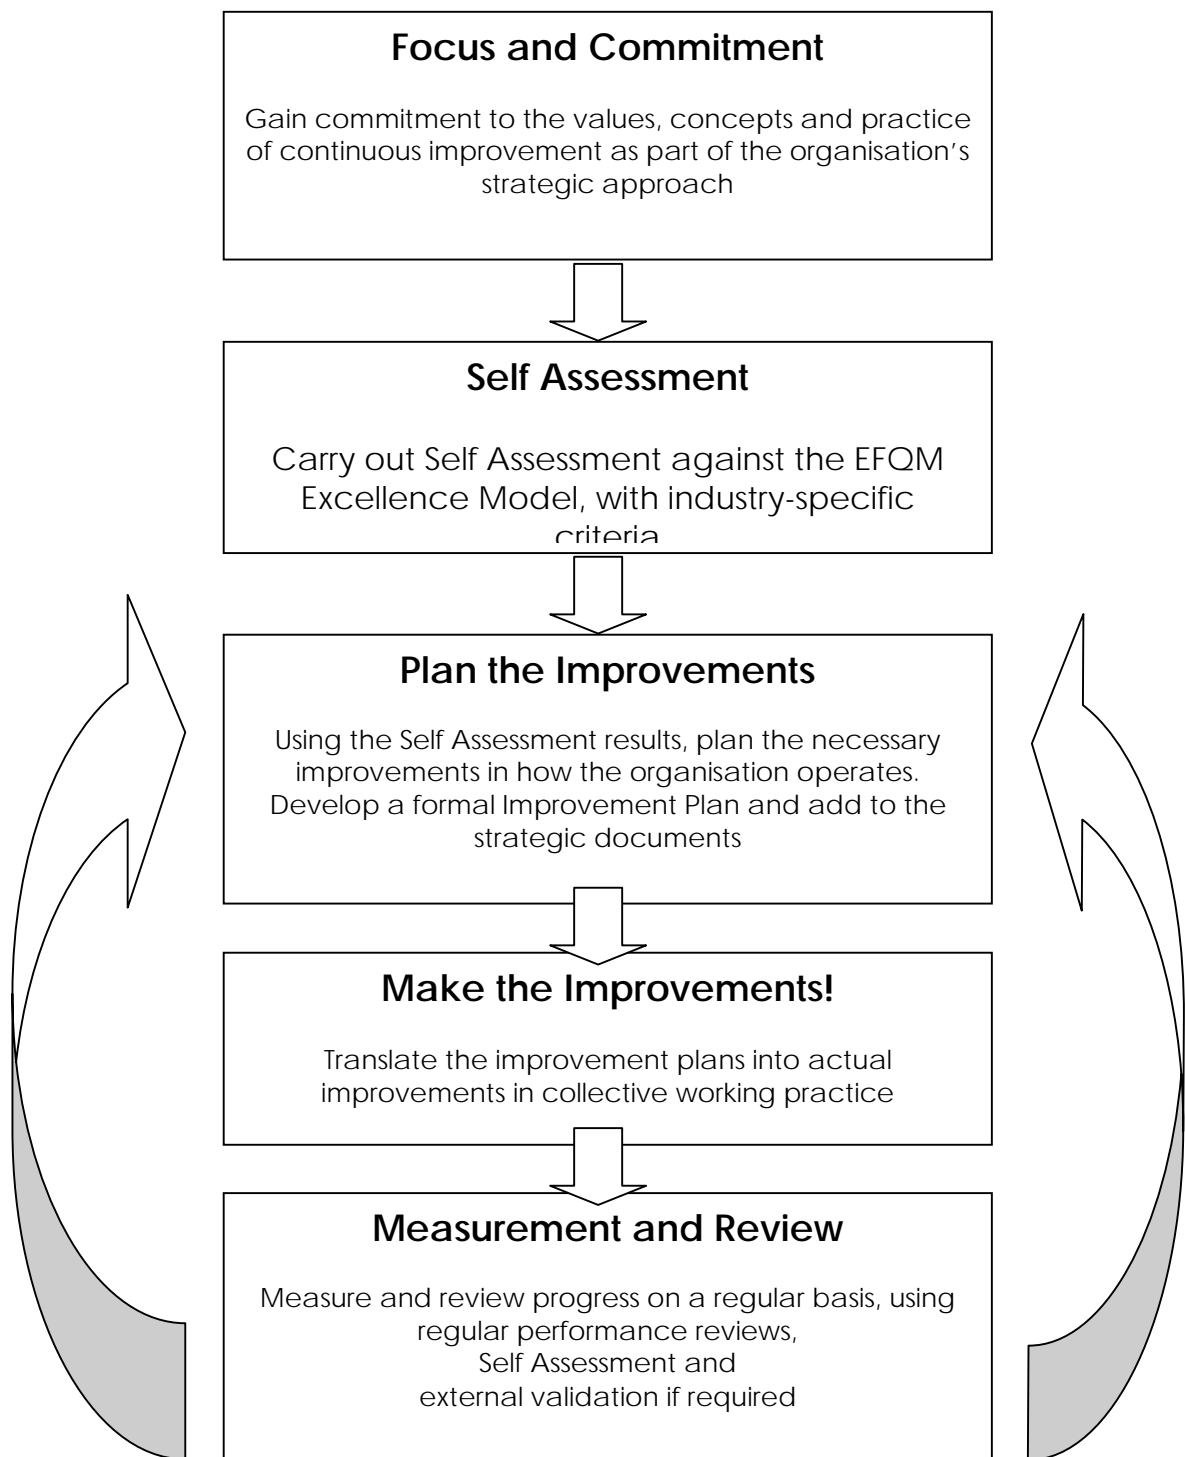 Focus and Commitment
Gain commitment to the values, concepts and practice
of continuous improvement as part of the organisation's
strategic approach
Self Assessment
Carry out Self Assessment against the EFQM
Excellence Model, with industry-specific
criteria
Plan the Improvements
Using the Self Assessment results, plan the necessary
improvements in how the organisation operates.
Develop a formal Improvement Plan and add to the
strategic documents
Make the Improvements!
Translate the improvement plans into actual
improvements in collective working practice
Measurement and Review
Measure and review progress on a regular basis, using
regular performance reviews,
Self Assessment and
external validation if required